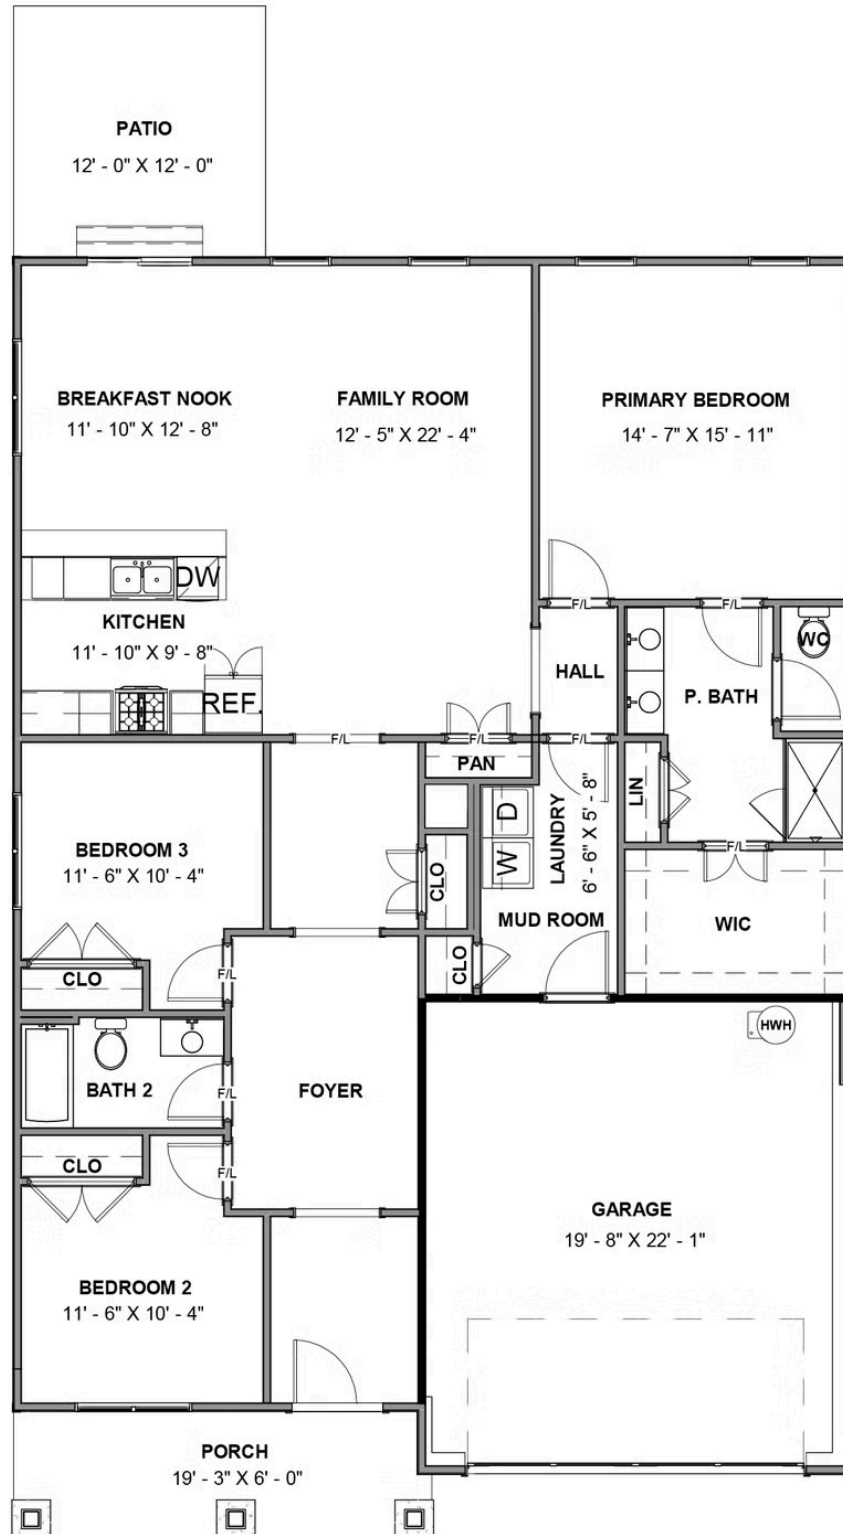 PATIO
12' - 0" X 12' - 0"
BREAKFAST NOOK
11' - 10" X 12' - 8"
FAMILY ROOM
12' - 5" X 22' - 4"
PRIMARY BEDROOM
14' - 7" X 15' - 11"
DW
KITCHEN
11' - 10" X 9' - 8"
REF.
F/L
F/L
WC
HALL
P. BATH
F/L
F/L
F/L
PAN
LIN
D
W
LAUNDRY
6' - 6" X 5' - 8"
F/L
BEDROOM 3
11' - 6" X 10' - 4"
CLO
MUD ROOM
WIC
CLO
F/L
CLO
HWH
BATH 2
F/L
FOYER
CLO
F/L
GARAGE
19' - 8" X 22' - 1"
BEDROOM 2
11' - 6" X 10' - 4"
PORCH
19' - 3" X 6' - 0"